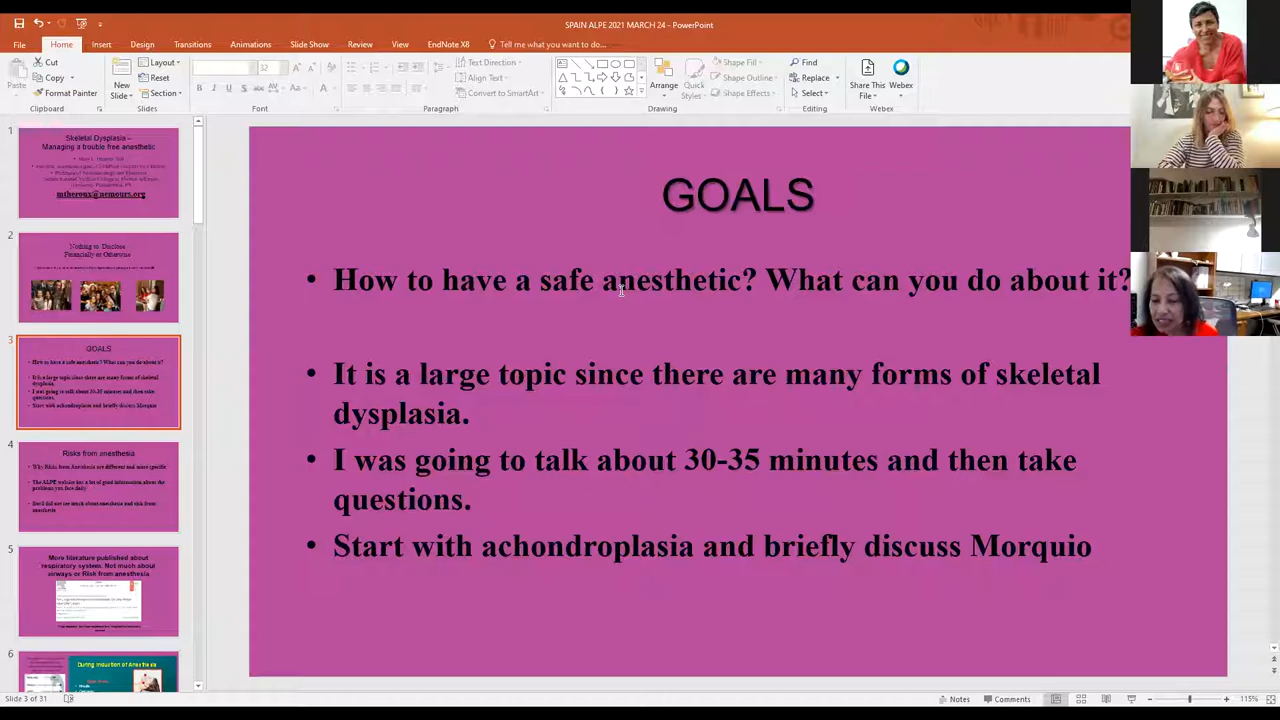 SPAIN ALPE 2021 MARCH 24 - PowerPoint
File Home Insert Design Transitions Animations Slide Show Review View EndNote X8 Tell me what you want to do...
Paste
Cut
Copy
Format Painter
Clipboard
New Slide
Layout
Reset
Section
Slides
32
B I U S
Font
Text Direction
Align Text
Convert to SmartArt
Paragraph
Arrange
Quick Styles
Shape Fill
Shape Outline
Shape Effects
Drawing
Find
Replace
Select
Editing
Share This File
Webex
Webex
1
Skeletal Dysplasia –
Managing a trouble free anesthetic
mtheroux@nemours.org
2
Nothing to Disclose
Financially or Otherwise
3
GOALS
How to have a safe anesthetic? What can you do about it?
It is a large topic since there are many forms of skeletal
dysplasia.
I was going to talk about 30-35 minutes and then take
questions.
Start with achondroplasia and briefly discuss Morquio
4
Risks from anesthesia
Why Risks from Anesthesia are different and more specific
The ALPE website has a lot of good information about the
problems you face daily
But I did not see much about anesthesia and risk from
anesthesia
5
More literature published about
respiratory system. Not much about
airways or Risk from anesthesia
6
During Induction of Anesthesia
GOALS
• How to have a safe anesthetic? What can you do about it?
• It is a large topic since there are many forms of skeletal
dysplasia.
• I was going to talk about 30-35 minutes and then take
questions.
• Start with achondroplasia and briefly discuss Morquio
Slide 3 of 31
Notes
Comments
115%